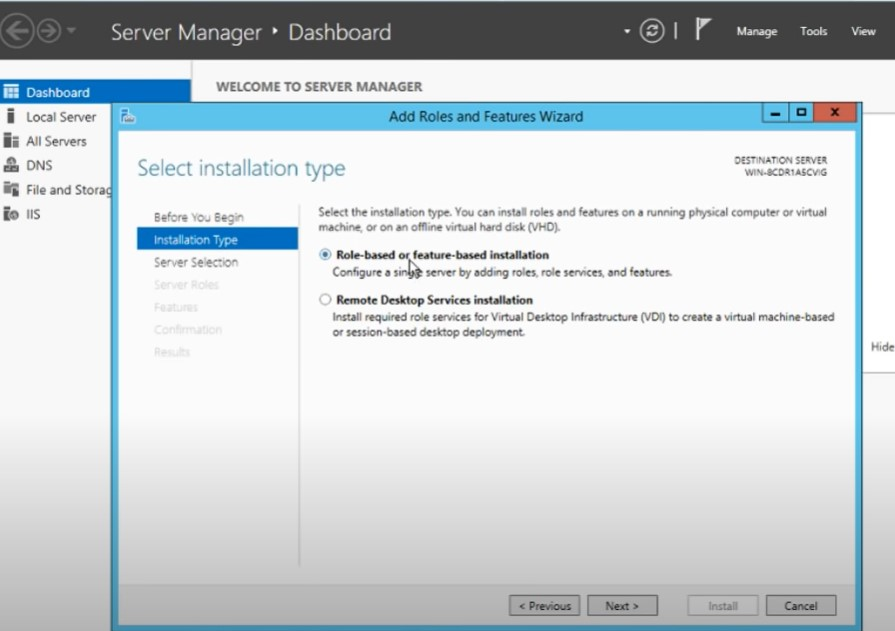 Server Manager ‣ Dashboard
Manage Tools View
Dashboard
Local Server
All Servers
DNS
File and Storag
IIS
WELCOME TO SERVER MANAGER
Add Roles and Features Wizard
Select installation type
DESTINATION SERVER
WIN-8CDR1A5CVIG
Before You Begin
Installation Type
Server Selection
Server Roles
Features
Confirmation
Results
Select the installation type. You can install roles and features on a running physical computer or virtual
machine, or on an offline virtual hard disk (VHD).
Role-based or feature-based installation
Configure a single server by adding roles, role services, and features.
Remote Desktop Services installation
Install required role services for Virtual Desktop Infrastructure (VDI) to create a virtual machine-based
or session-based desktop deployment.
Hide
< Previous Next > Install Cancel